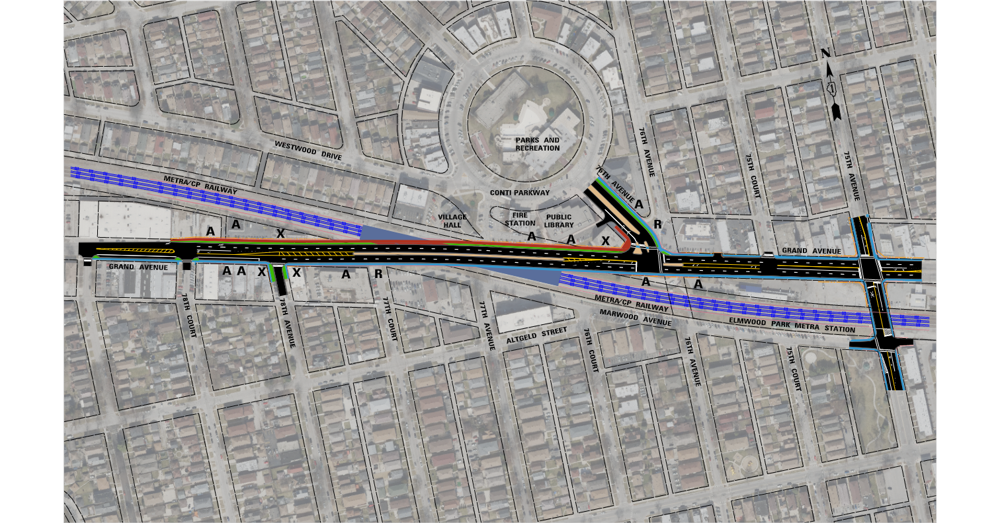 N
1
76TH AVENUE
PARKS AND
RECREATION
WESTWOOD DRIVE
75TH COURT
75TH AVENUE
76TH AVENUE
METRA/CP RAILWAY
CONTI PARKWAY
A
VILLAGE
HALL
FIRE
STATION
PUBLIC
LIBRARY
R
A
A
X
A
A
X
GRAND AVENUE
GRAND AVENUE
A
A
X
X
A
R
A
A
78TH COURT
78TH AVENUE
77TH COURT
77TH AVENUE
METRA/CP RAILWAY
MARWOOD AVENUE
ELMWOOD PARK METRA STATION
ALTGELD STREET
76TH COURT
76TH AVENUE
75TH COURT